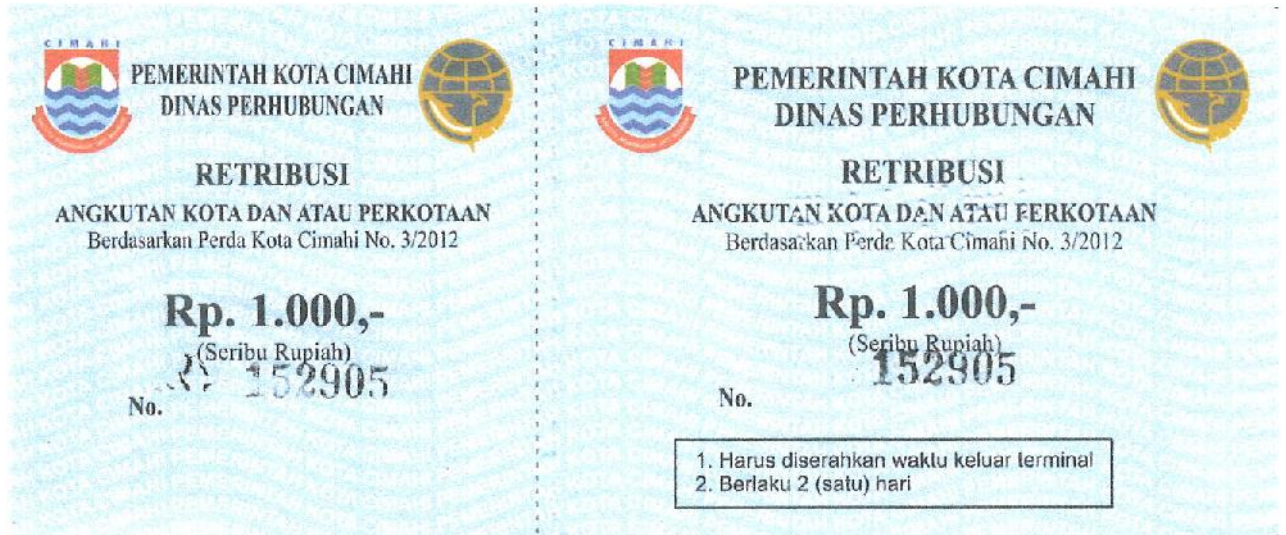 CIMAHI
PEMERINTAH KOTA CIMAHI
DINAS PERHUBUNGAN
RETRIBUSI
ANGKUTAN KOTA DAN ATAU PERKOTAAN
Berdasarkan Perda Kota Cimahi No. 3/2012
Rp. 1.000,-
(Seribu Rupiah)
152905
No.
CIMAHI
PEMERINTAH KOTA CIMAHI
DINAS PERHUBUNGAN
RETRIBUSI
ANGKUTAN KOTA DAN ATAU PERKOTAAN
Berdasarkan Perda Kota Cimahi No. 3/2012
Rp. 1.000,-
(Seribu Rupiah)
152905
No.
1. Harus diserahkan waktu keluar terminal
2. Berlaku 2 (satu) hari